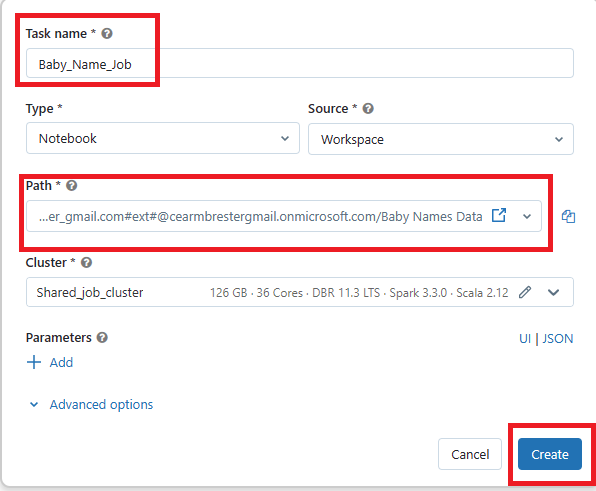 Task name *
Baby_Name_Job
Type * Source *
Notebook Workspace
Path *
...er_gmail.com#ext#@cearmbrestergmail.onmicrosoft.com/Baby Names Data
Cluster *
Shared_job_cluster 126 GB · 36 Cores · DBR 11.3 LTS · Spark 3.3.0 · Scala 2.12
Parameters UI | JSON
+ Add
Advanced options
Cancel Create